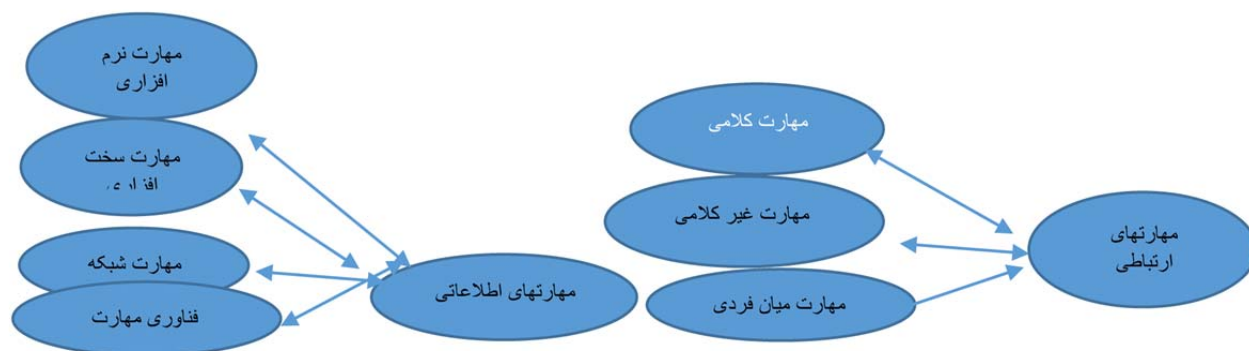 مهارت نرم
افزاری
مهارت سخت
افزاری
مهارت شبکه
فناوری مهارت
مهارتهای اطلاعاتی
مهارت کلامی
مهارت غیر کلامی
مهارت میان فردی
مهارتهای
ارتباطی